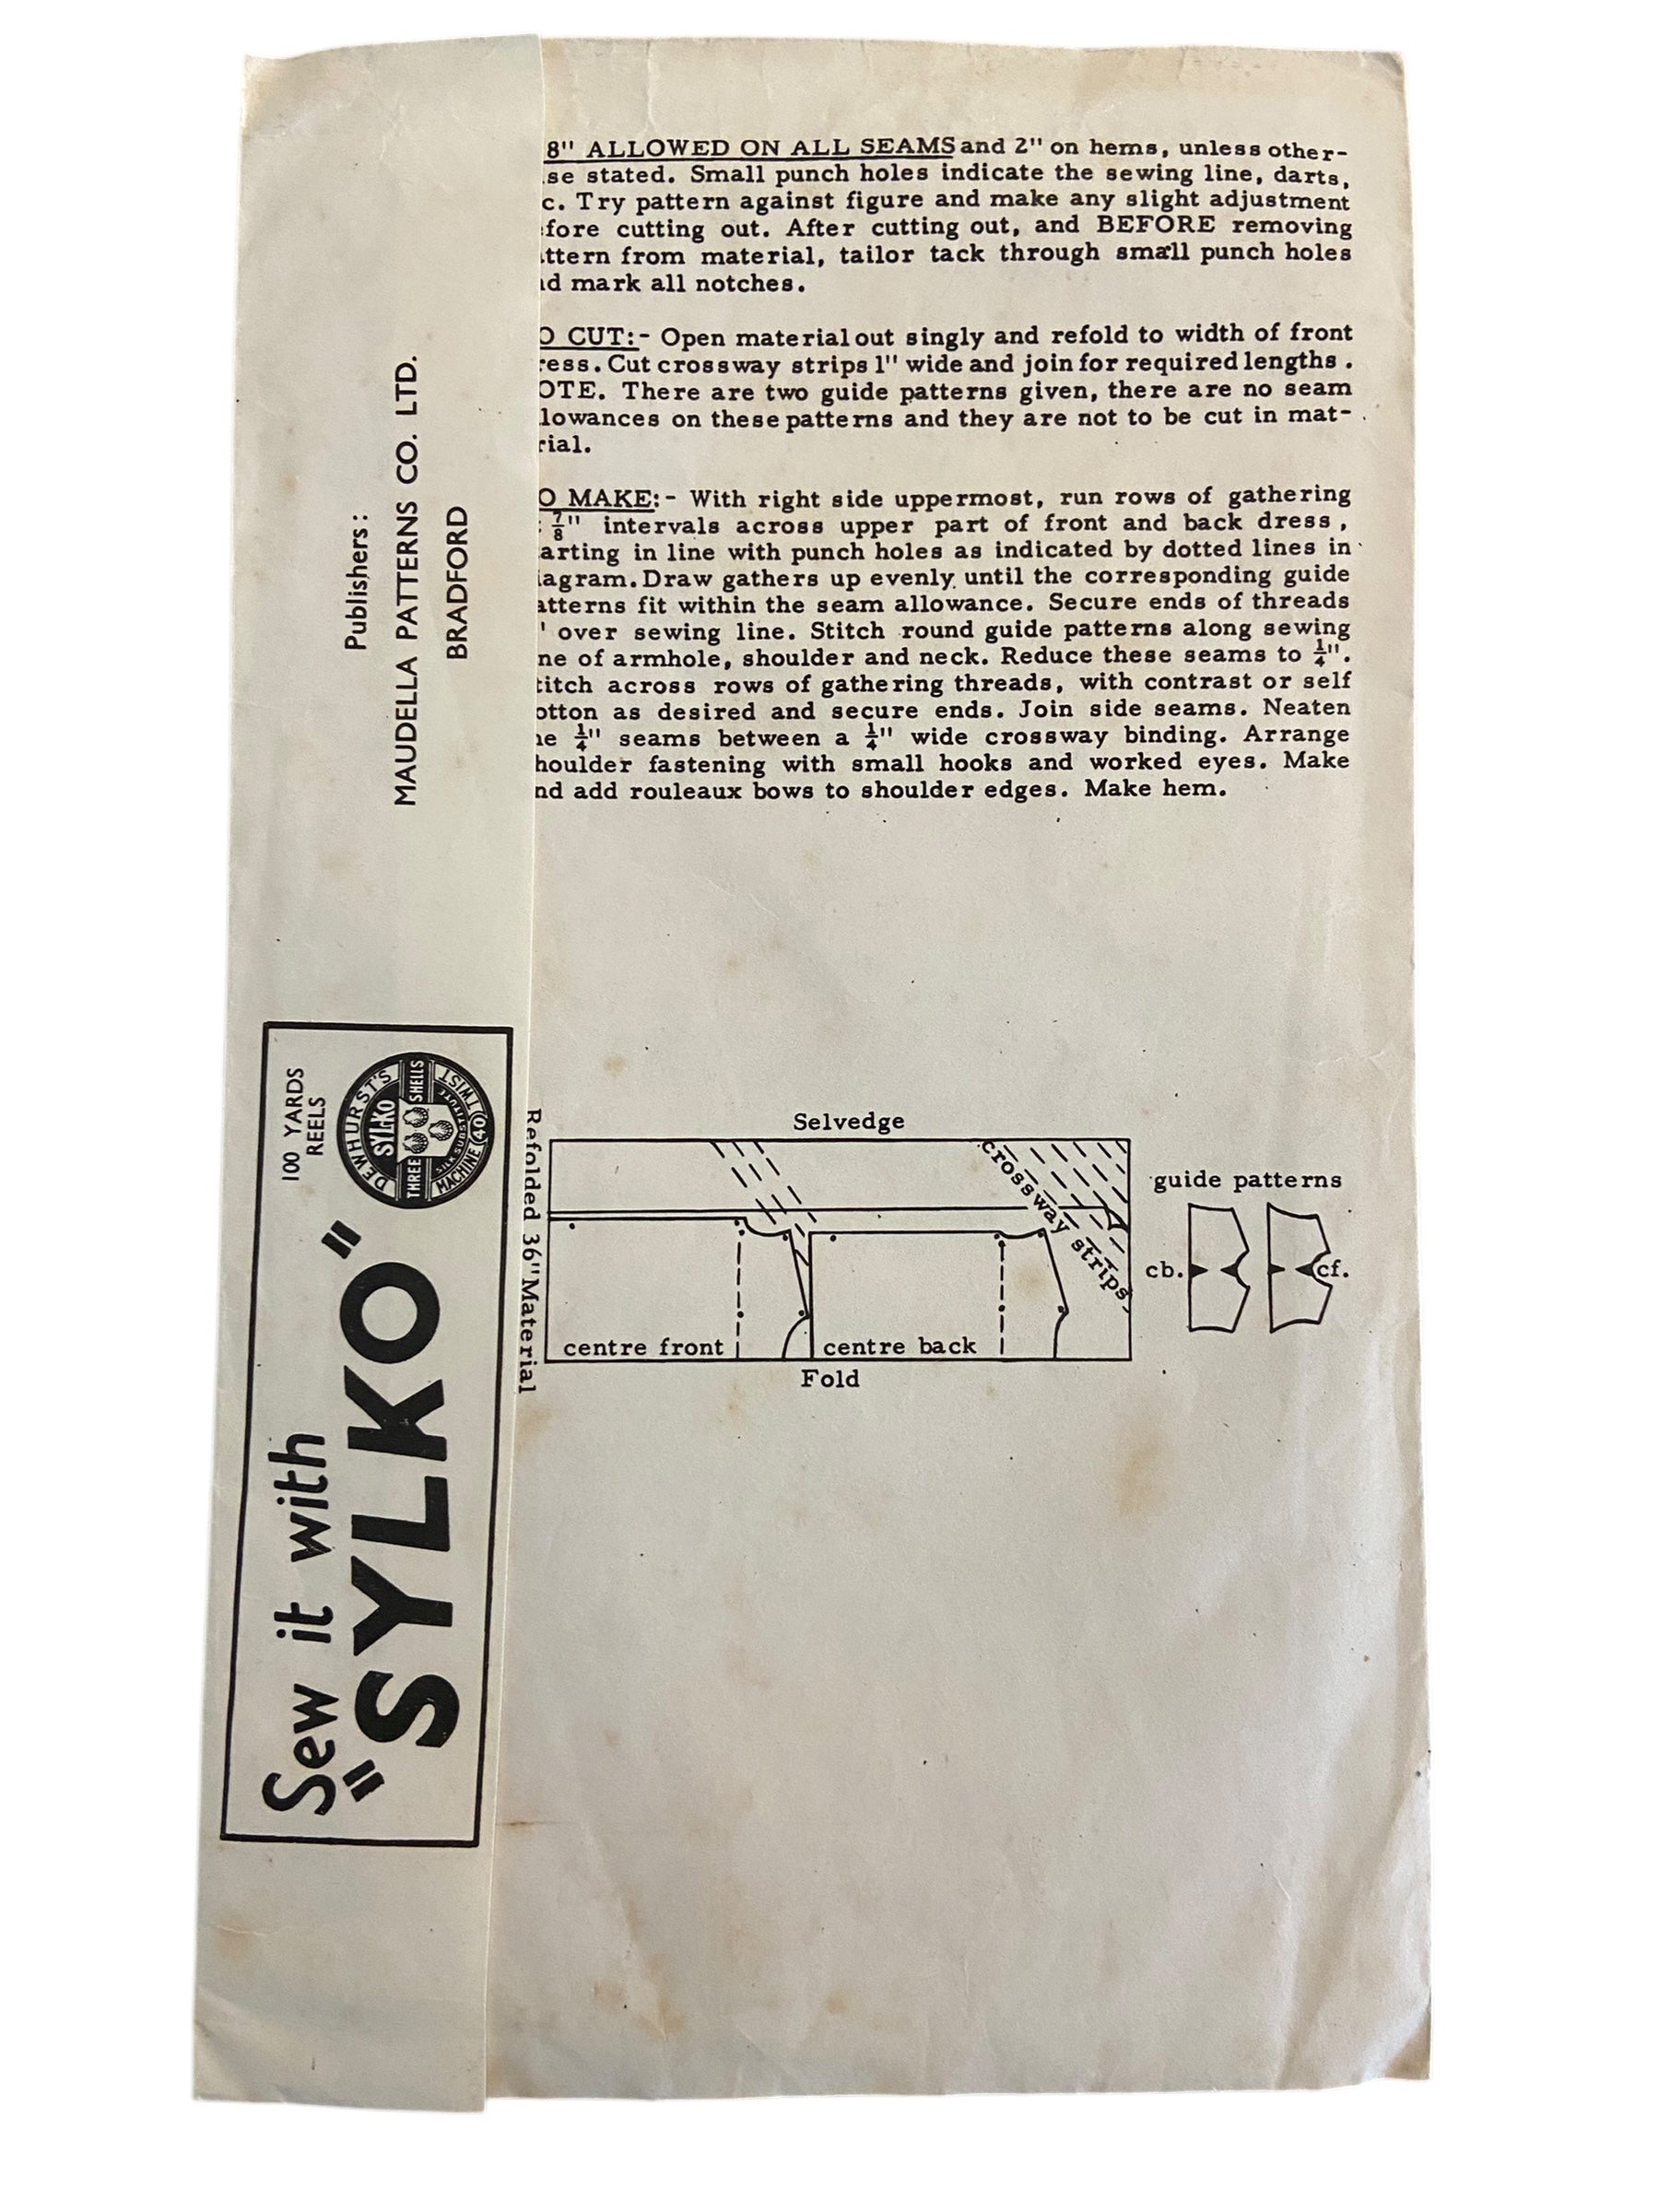 8" ALLOWED ON ALL SEAMS and 2" on hems, unless other-
se stated. Small punch holes indicate the sewing line, darts,
c. Try pattern against figure and make any slight adjustment
fore cutting out. After cutting out, and BEFORE removing
ttern from material, tailor tack through small punch holes
d mark all notches.
O CUT:- Open material out singly and refold to width of front
ress. Cut crossway strips 1" wide and join for required lengths.
OTE. There are two guide patterns given, there are no seam
lowances on these patterns and they are not to be cut in mat-
rial.
O MAKE:- With right side uppermost, run rows of gathering
7/8" intervals across upper part of front and back dress,
arting in line with punch holes as indicated by dotted lines in
iagram. Draw gathers up evenly until the corresponding guide
atterns fit within the seam allowance. Secure ends of threads
" over sewing line. Stitch round guide patterns along sewing
ne of armhole, shoulder and neck. Reduce these seams to 1/4".
titch across rows of gathering threads, with contrast or self
otton as desired and secure ends. Join side seams. Neaten
he 1/4" seams between a 1/4" wide crossway binding. Arrange
houlder fastening with small hooks and worked eyes. Make
nd add rouleaux bows to shoulder edges. Make hem.
Publishers:
MAUDELLA PATTERNS CO. LTD.
BRADFORD
Sew it with
"SYLKO"
100 YARDS
REELS
DEWHURST'S
SYLKO
THREE SHELLS
SILK SUBSTITUTE
MACHINE 40 TWIST
Refolded 36" Material
Selvedge
crossway strips
centre front
centre back
Fold
guide patterns
cb.
cf.